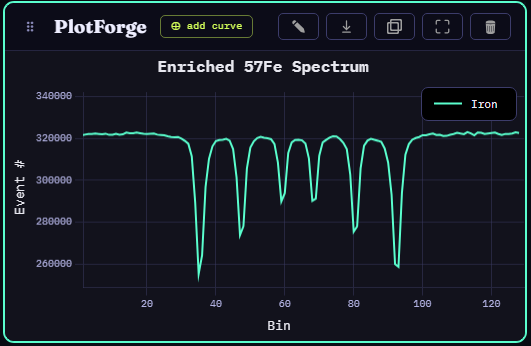 PlotForge
⊕ add curve
Enriched 57Fe Spectrum
Iron
340000
320000
300000
280000
260000
Event #
20 40 60 80 100 120
Bin